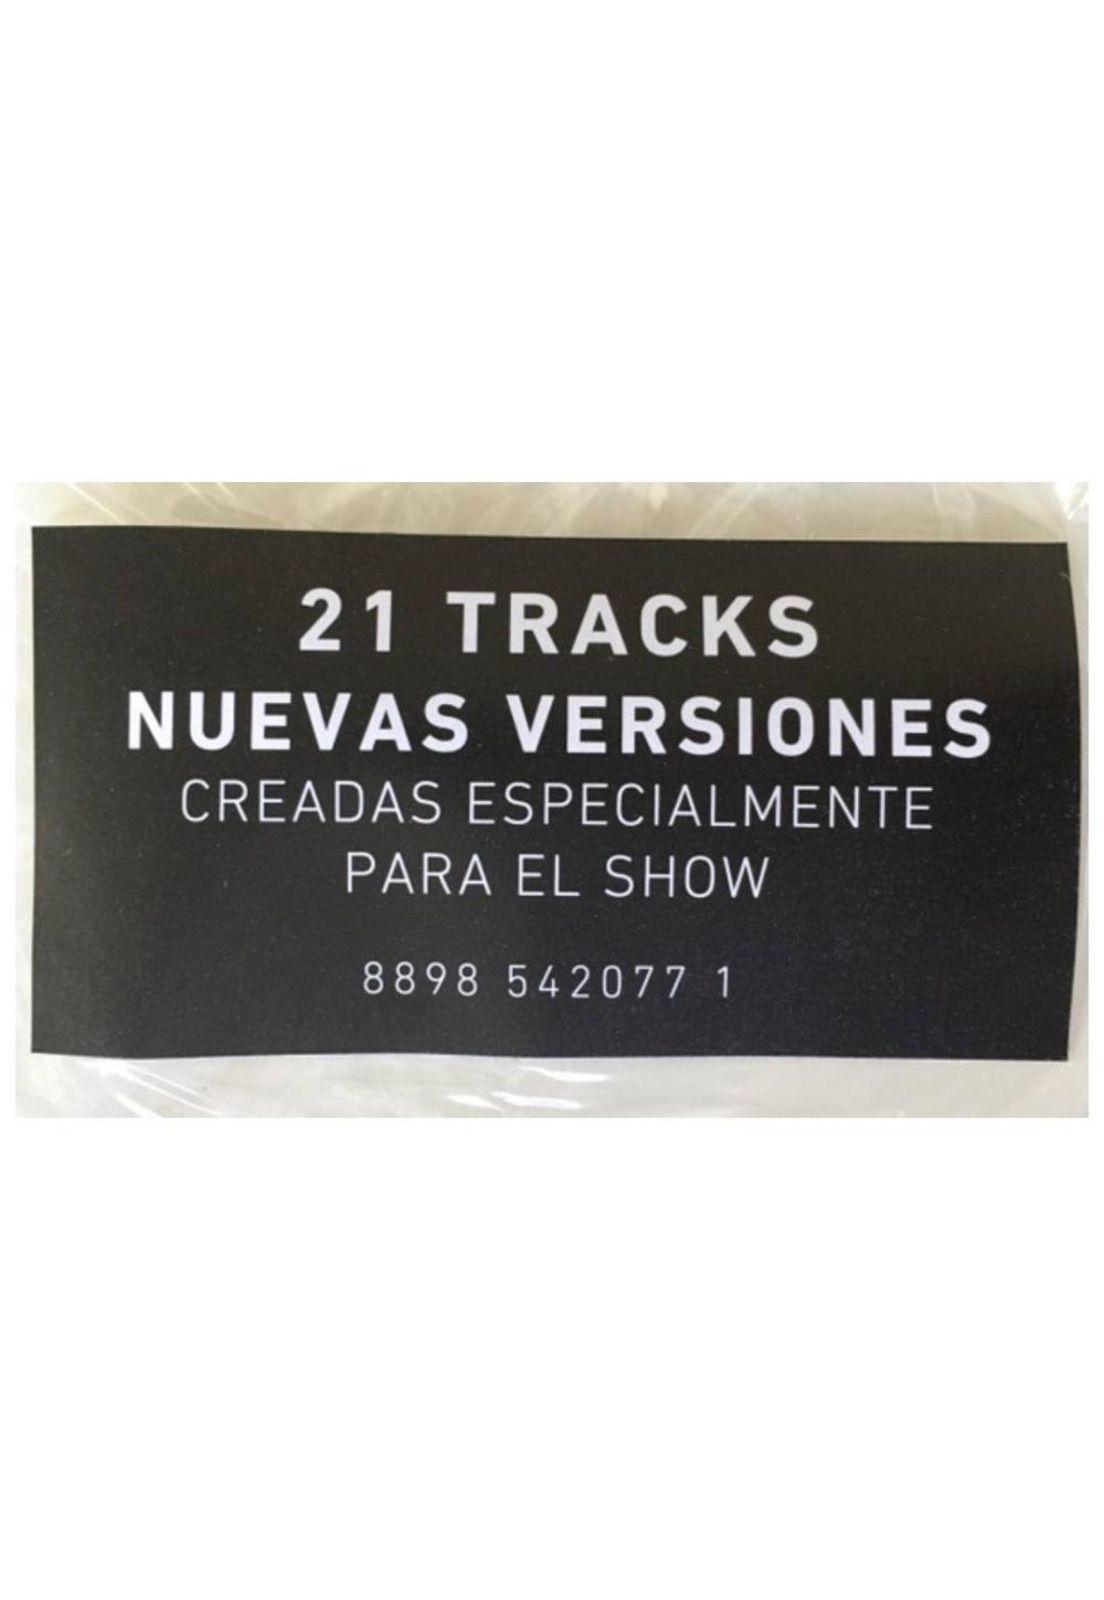 21 TRACKS
NUEVAS VERSIONES
CREADAS ESPECIALMENTE
PARA EL SHOW
8898 542077 1